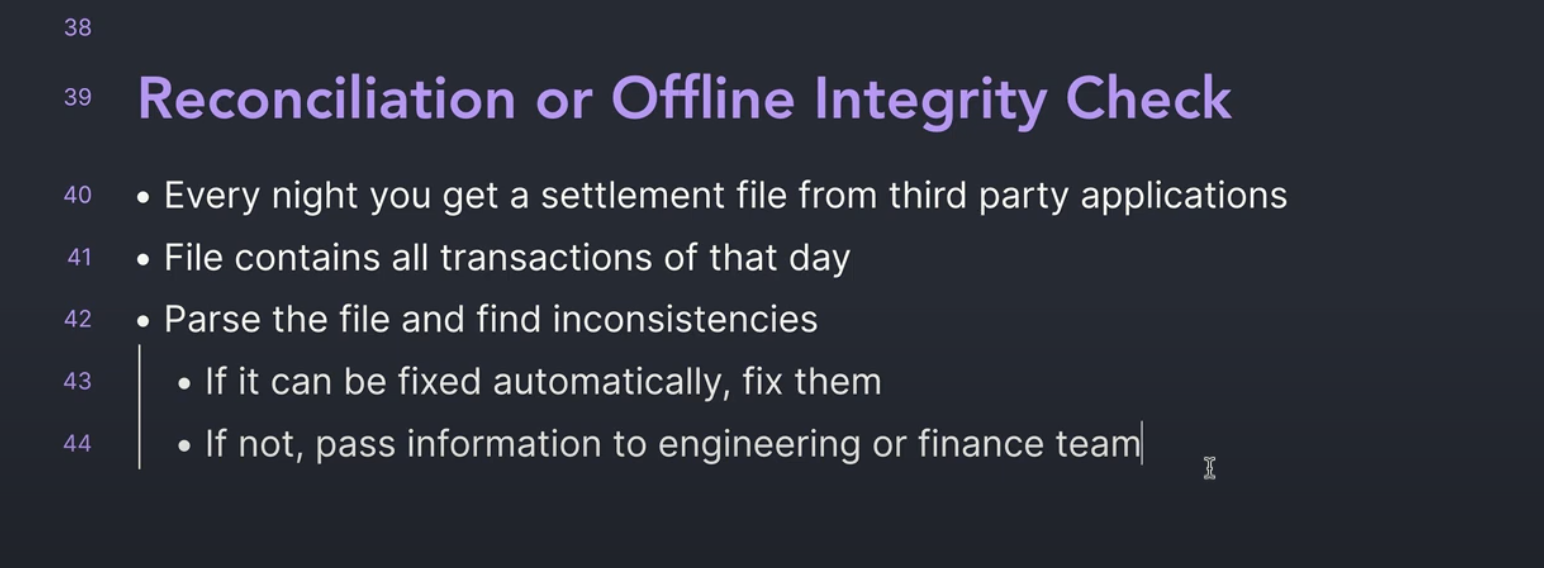 38
39 Reconciliation or Offline Integrity Check
40 • Every night you get a settlement file from third party applications
41 • File contains all transactions of that day
42 • Parse the file and find inconsistencies
43 • If it can be fixed automatically, fix them
44 • If not, pass information to engineering or finance team